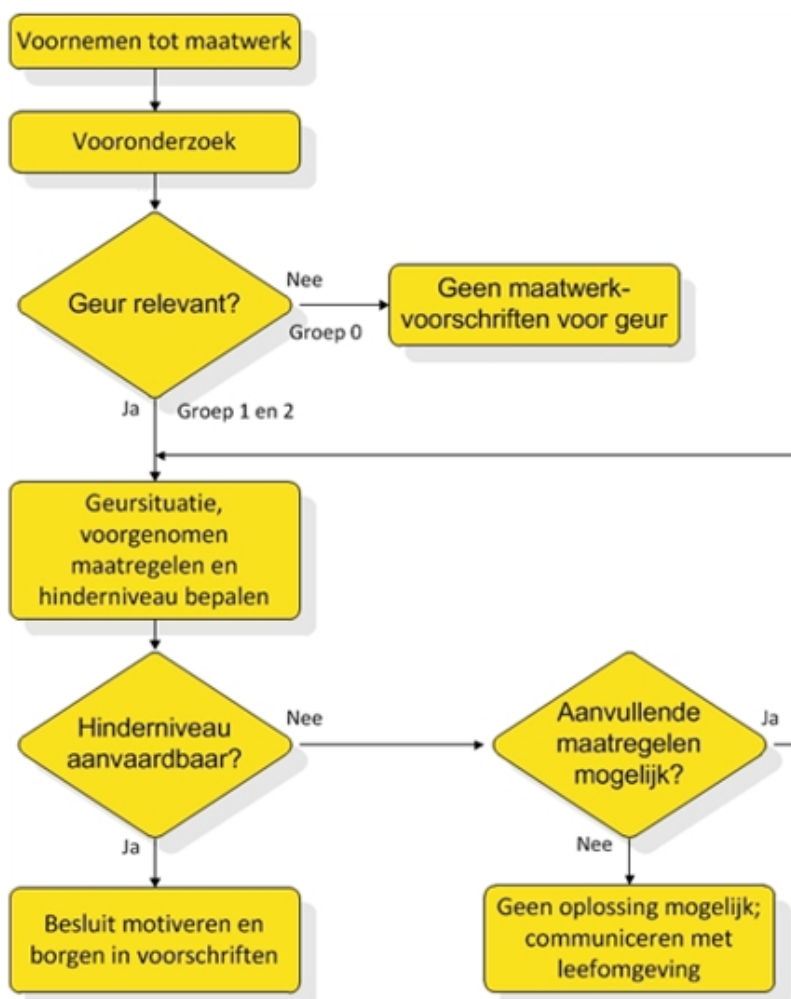 Voornemen tot maatwerk
Vooronderzoek
Geur relevant?
Nee
Groep 0
Geen maatwerk-
voorschriften voor geur
Ja
Groep 1 en 2
Geursituatie,
voorgenomen
maatregelen en
hinderniveau bepalen
Hinderniveau
aanvaardbaar?
Nee
Aanvullende
maatregelen
mogelijk?
Ja
Ja
Nee
Besluit motiveren en
borgen in voorschriften
Geen oplossing mogelijk;
communiceren met
leefomgeving